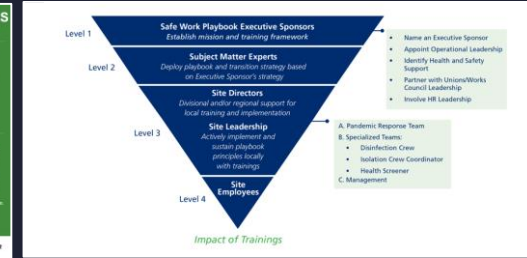 S
Level 1
Safe Work Playbook Executive Sponsors
Establish mission and training framework
Level 2
Subject Matter Experts
Deploy playbook and transition strategy based
on Executive Sponsor's strategy
Level 3
Site Directors
Divisional and/or regional support for
local training and implementation
Site Leadership
Actively implement and
sustain playbook
principles locally
with trainings
Level 4
Site
Employees
Impact of Trainings
• Name an Executive Sponsor
• Appoint Operational Leadership
• Identify Health and Safety
Support
• Partner with Unions/Works
Council Leadership
• Involve HR Leadership
A. Pandemic Response Team
B. Specialized Teams:
• Disinfection Crew
• Isolation Crew Coordinator
• Health Screener
C. Management